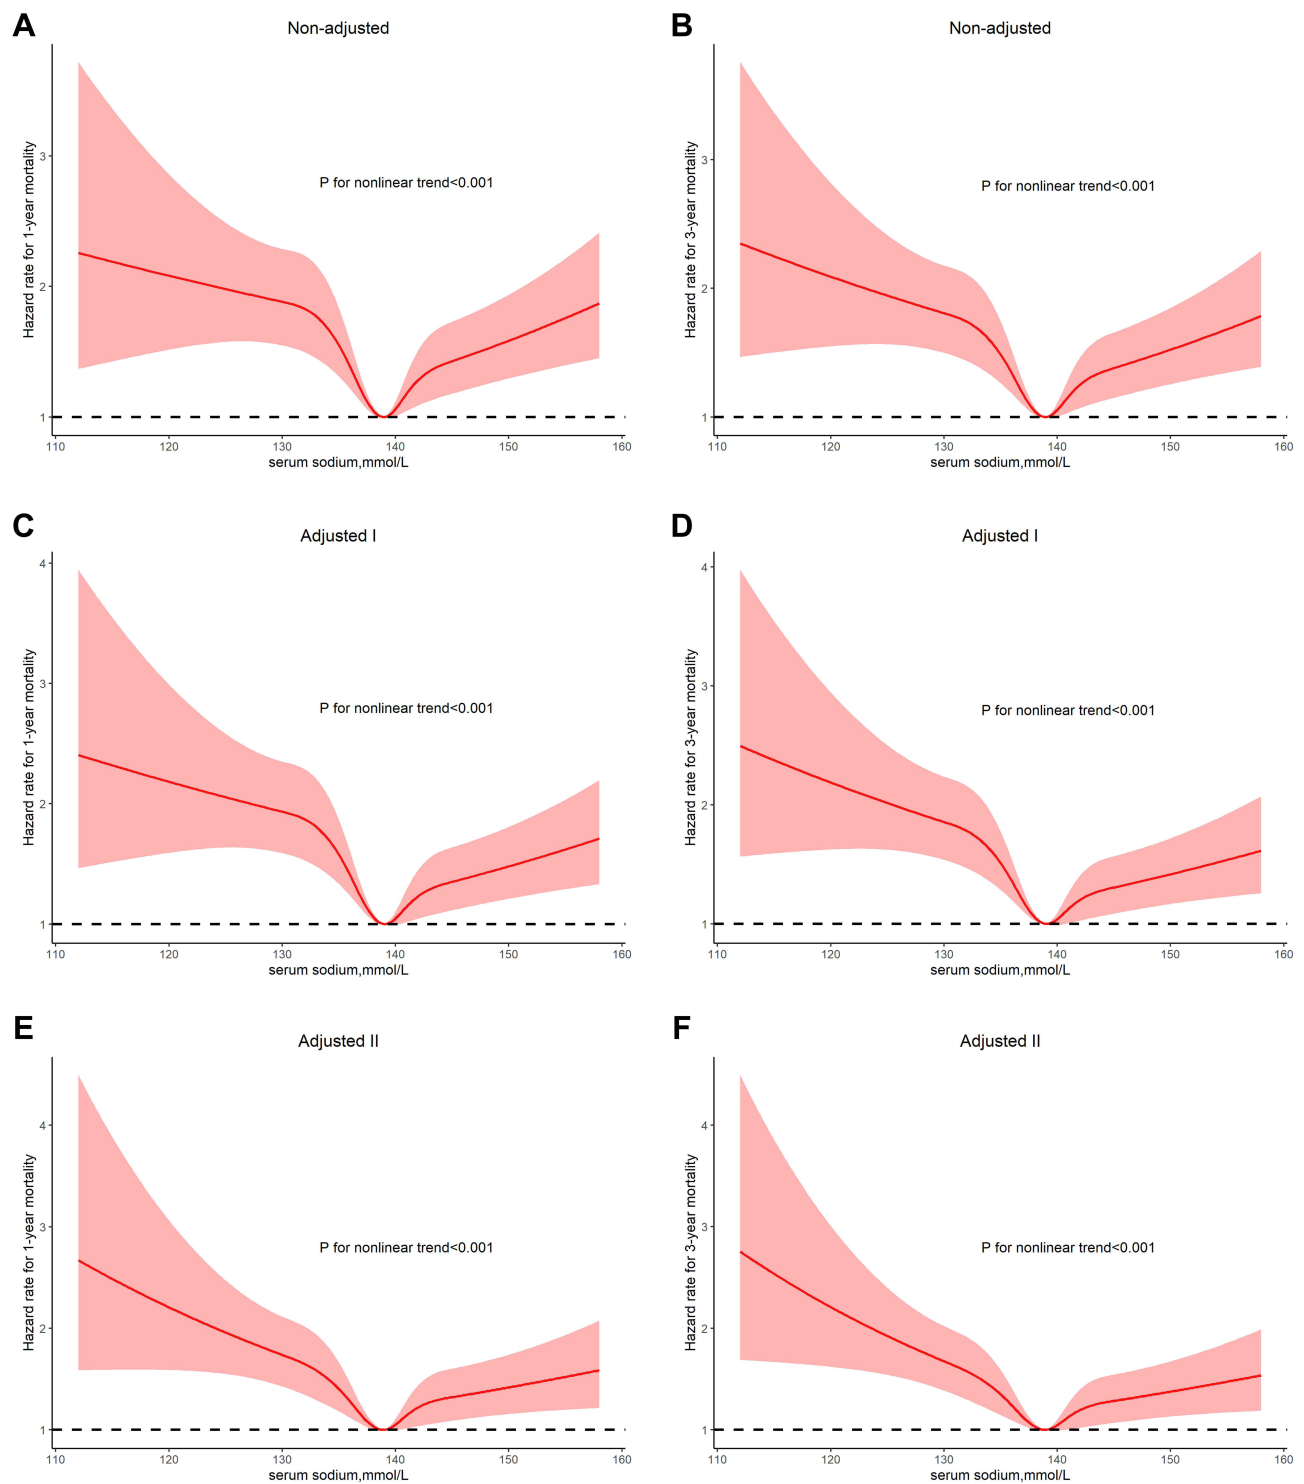 A
Non-adjusted
Hazard rate for 1-year mortality
3
2
1
P for nonlinear trend<0.001
110 120 130 140 150 160
serum sodium,mmol/L
B
Non-adjusted
Hazard rate for 3-year mortality
3
2
1
P for nonlinear trend<0.001
110 120 130 140 150 160
serum sodium,mmol/L
C
Adjusted I
Hazard rate for 1-year mortality
4
3
2
1
P for nonlinear trend<0.001
110 120 130 140 150 160
serum sodium,mmol/L
D
Adjusted I
Hazard rate for 3-year mortality
4
3
2
1
P for nonlinear trend<0.001
110 120 130 140 150 160
serum sodium,mmol/L
E
Adjusted II
Hazard rate for 1-year mortality
4
3
2
1
P for nonlinear trend<0.001
110 120 130 140 150 160
serum sodium,mmol/L
F
Adjusted II
Hazard rate for 3-year mortality
4
3
2
1
P for nonlinear trend<0.001
110 120 130 140 150 160
serum sodium,mmol/L